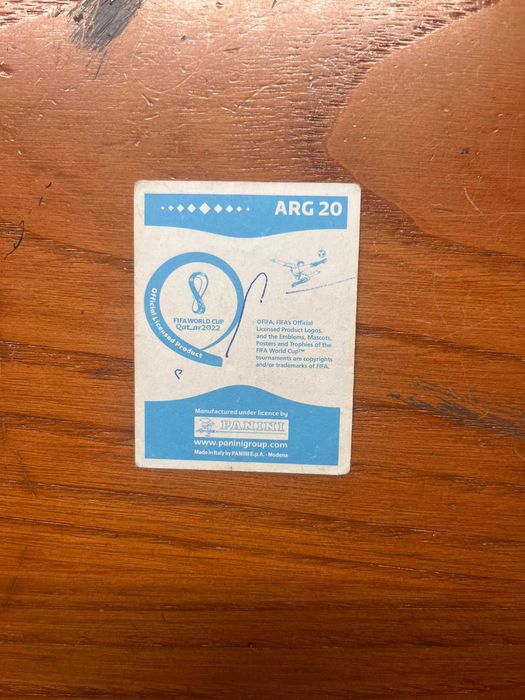 ARG 20
Official Licensed Product
FIFA WORLD CUP
Qat_ar2022
©FIFA, FIFA's Official
Licensed Product Logos,
and the Emblems, Mascots,
Posters and Trophies of the
FIFA World Cup™
tournaments are copyrights
and/or trademarks of FIFA.
Manufactured under licence by
PANINI
www.paninigroup.com
Made in Italy by PANINI S.p.A. - Modena